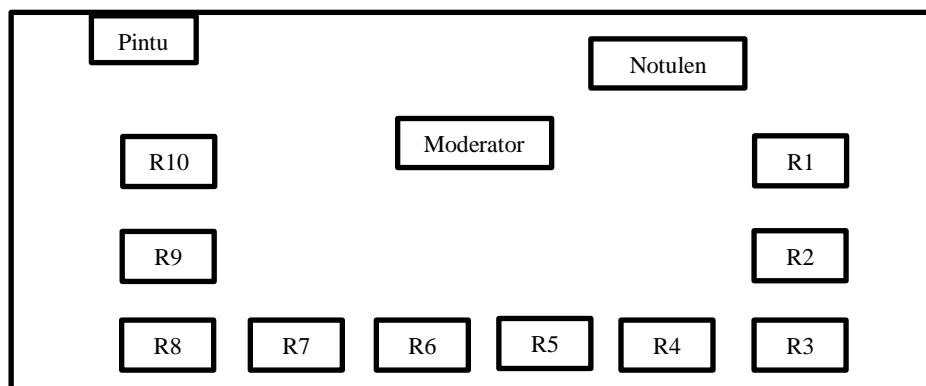 Pintu
Notulen
Moderator
R10
R1
R9
R2
R8
R7
R6
R5
R4
R3